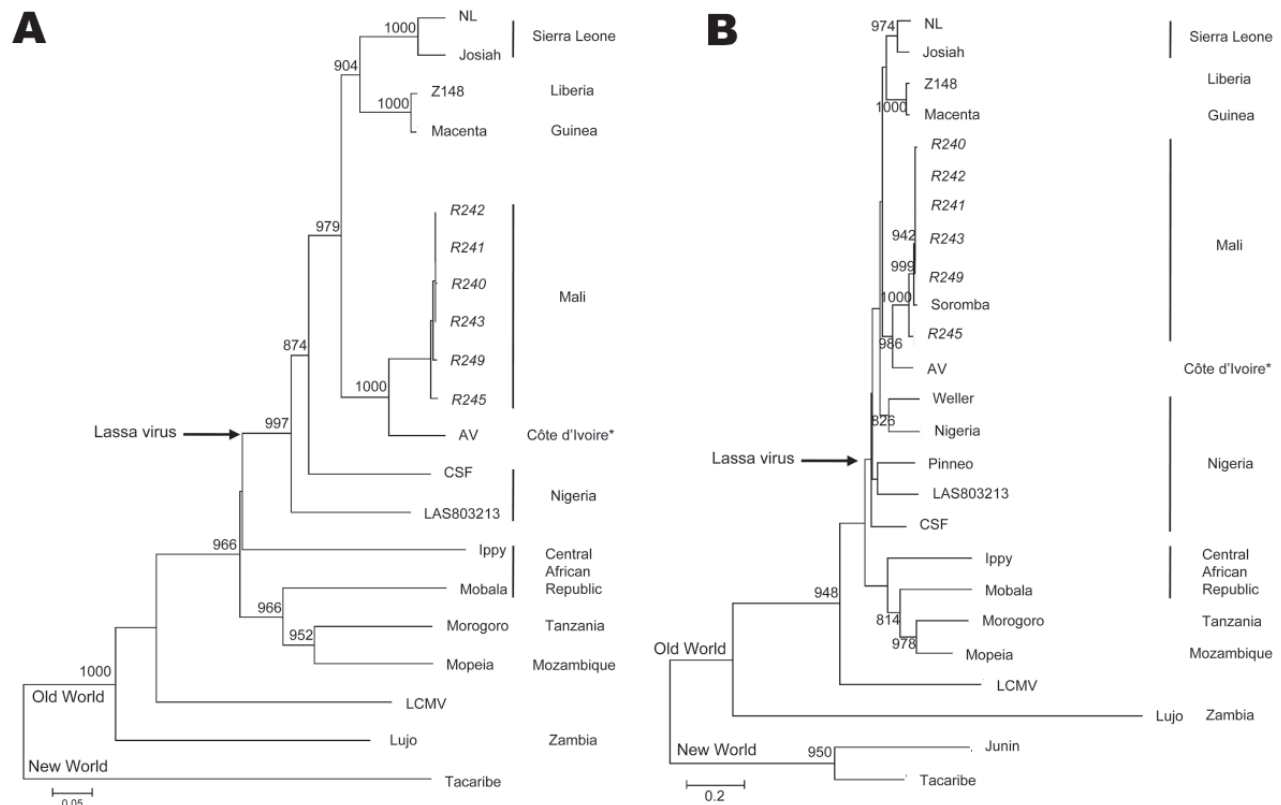 A
NL
1000
Sierra Leone
Josiah
904
Z148
Liberia
1000
Macenta
Guinea
R242
979
R241
R240
Mali
R243
874
R249
1000
R245
997
Lassa virus
AV
Côte d'Ivoire*
CSF
Nigeria
LAS803213
966
Ippy
Central
African
Republic
Mobala
966
Morogoro
Tanzania
952
Mopeia
Mozambique
1000
Old World
LCMV
Lujo
Zambia
New World
Tacaribe
0.05
B
974
NL
Sierra Leone
Josiah
Z148
Liberia
1000
Macenta
Guinea
R240
R242
R241
942
R243
Mali
999
R249
1000
Soromba
986
R245
AV
Côte d'Ivoire*
Weller
826
Nigeria
Lassa virus
Pinneo
Nigeria
LAS803213
CSF
Ippy
Central
African
Republic
948
Mobala
814
Morogoro
Tanzania
978
Mopeia
Mozambique
Old World
LCMV
Lujo
Zambia
New World
950
Junin
Tacaribe
0.2